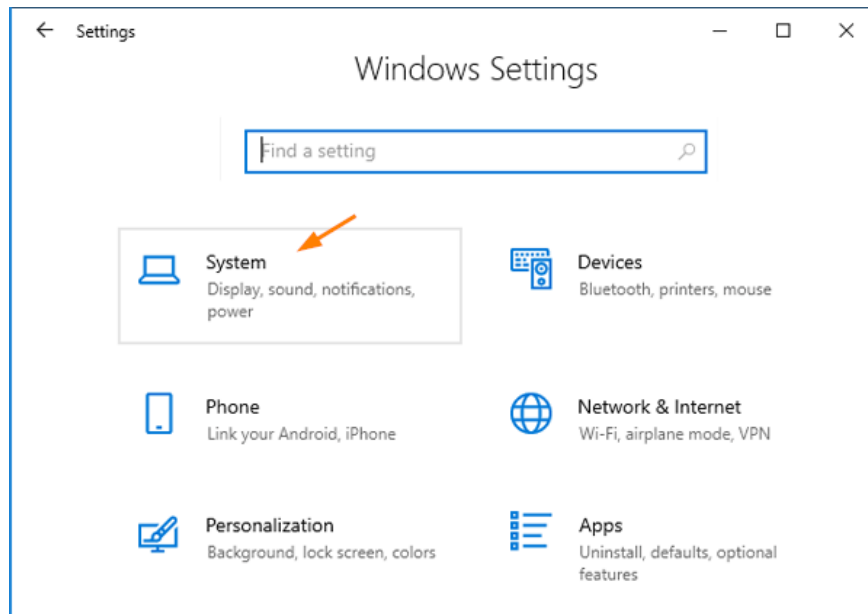 Settings
Windows Settings
Find a setting
System
Display, sound, notifications,
power
Devices
Bluetooth, printers, mouse
Phone
Link your Android, iPhone
Network & Internet
Wi-Fi, airplane mode, VPN
Personalization
Background, lock screen, colors
Apps
Uninstall, defaults, optional
features